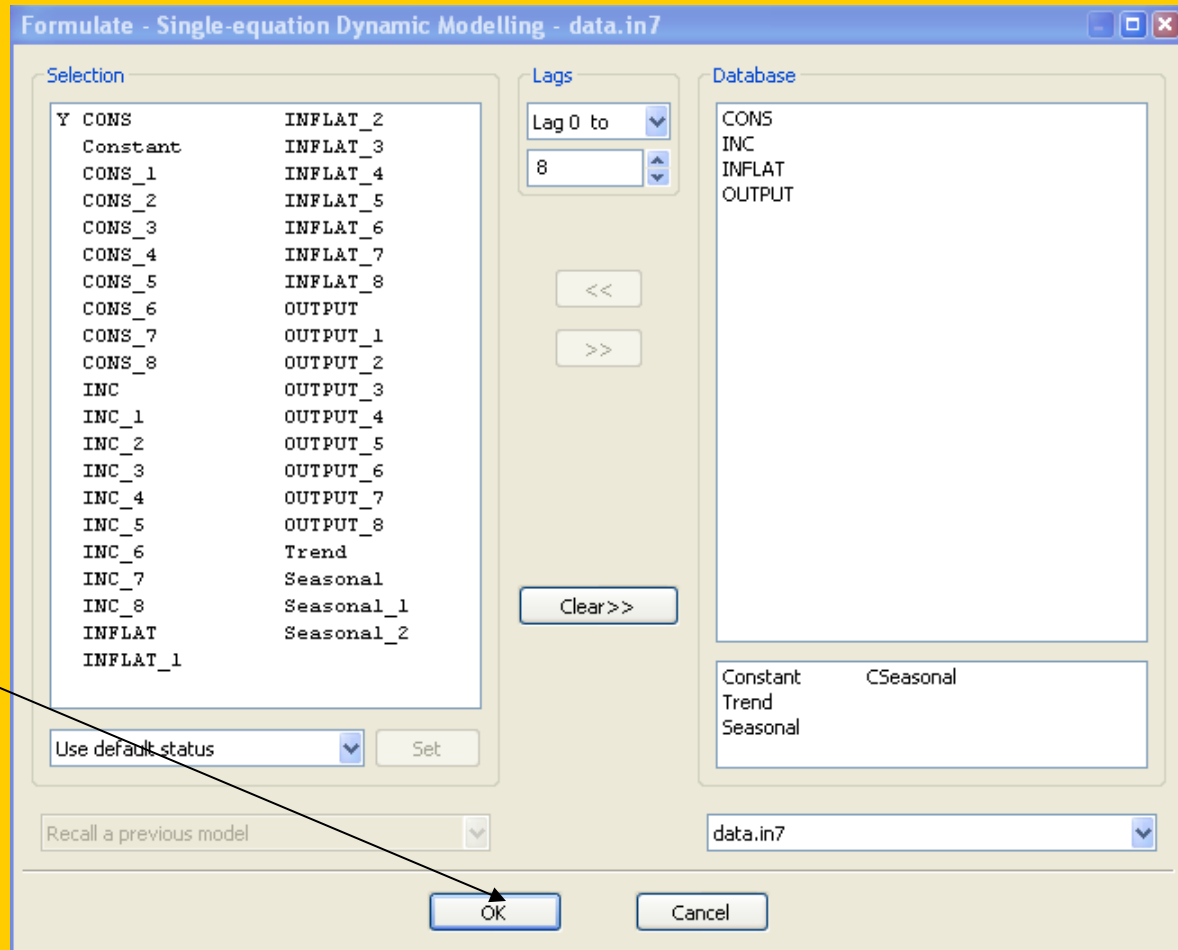 Formulate - Single-equation Dynamic Modelling - data.in7
Selection
Y CONS
Constant
CONS_1
CONS_2
CONS_3
CONS_4
CONS_5
CONS_6
CONS_7
CONS_8
INC
INC_1
INC_2
INC_3
INC_4
INC_5
INC_6
INC_7
INC_8
INFLAT
INFLAT_1
INFLAT_2
INFLAT_3
INFLAT_4
INFLAT_5
INFLAT_6
INFLAT_7
INFLAT_8
OUTPUT
OUTPUT_1
OUTPUT_2
OUTPUT_3
OUTPUT_4
OUTPUT_5
OUTPUT_6
OUTPUT_7
OUTPUT_8
Trend
Seasonal
Seasonal_1
Seasonal_2
Use default status
Set
Recall a previous model
Lags
Lag 0 to
8
<<
>>
Clear>>
Database
CONS
INC
INFLAT
OUTPUT
Constant CSeasonal
Trend
Seasonal
data.in7
OK
Cancel